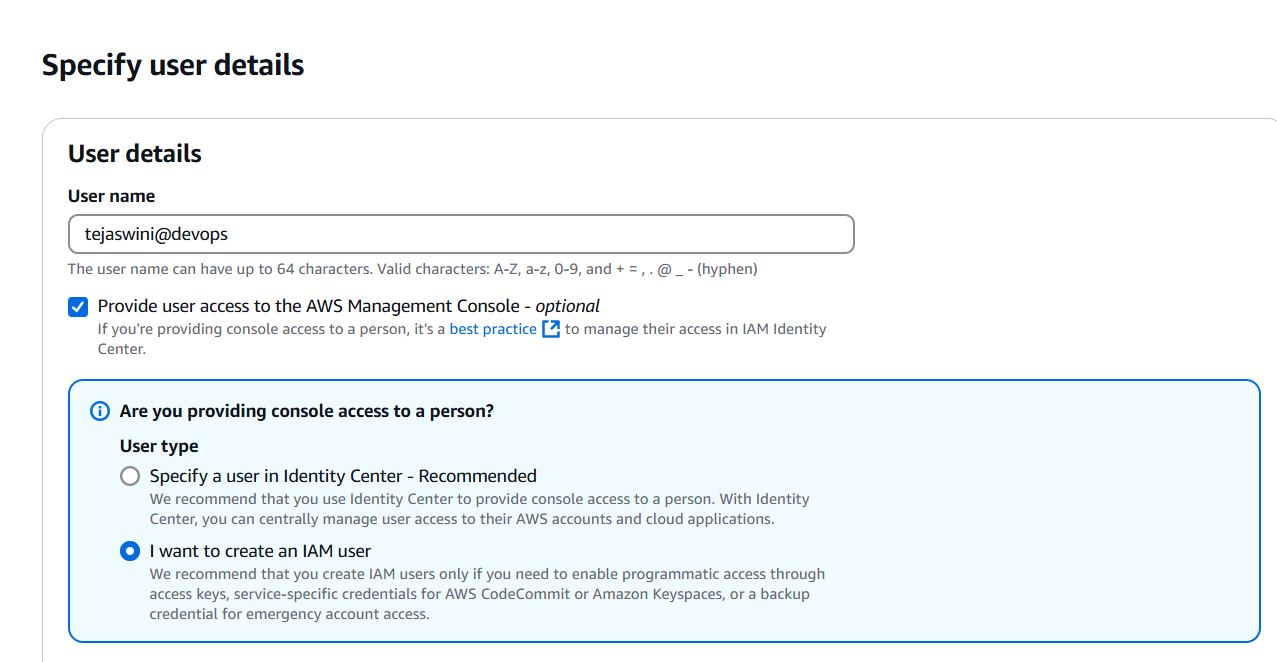 Specify user details
User details
User name
tejaswini@devops
The user name can have up to 64 characters. Valid characters: A-Z, a-z, 0-9, and + = , . @ _ - (hyphen)
Provide user access to the AWS Management Console - optional
If you're providing console access to a person, it's a best practice to manage their access in IAM Identity
Center.
Are you providing console access to a person?
User type
Specify a user in Identity Center - Recommended
We recommend that you use Identity Center to provide console access to a person. With Identity
Center, you can centrally manage user access to their AWS accounts and cloud applications.
I want to create an IAM user
We recommend that you create IAM users only if you need to enable programmatic access through
access keys, service-specific credentials for AWS CodeCommit or Amazon Keyspaces, or a backup
credential for emergency account access.